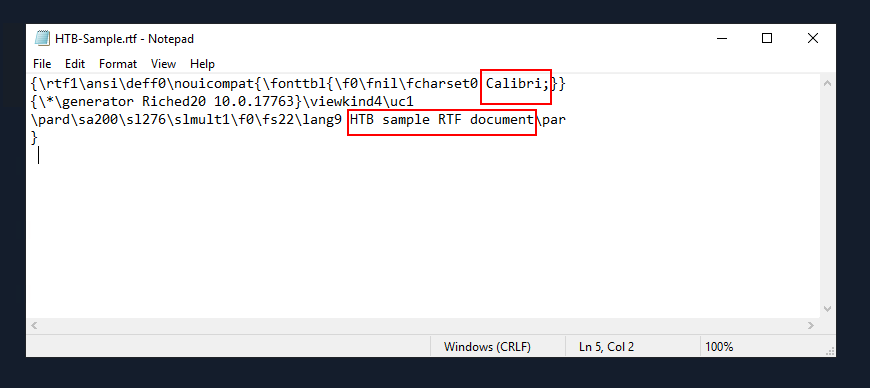 HTB-Sample.rtf - Notepad
File Edit Format View Help
{\rtf1\ansi\deff0\nouicompat{\fonttbl{\f0\fnil\fcharset0 Calibri;}}
{\*\generator Riched20 10.0.17763}\viewkind4\uc1
\pard\sa200\sl276\slmult1\f0\fs22\lang9 HTB sample RTF document\par
}
Windows (CRLF) Ln 5, Col 2 100%